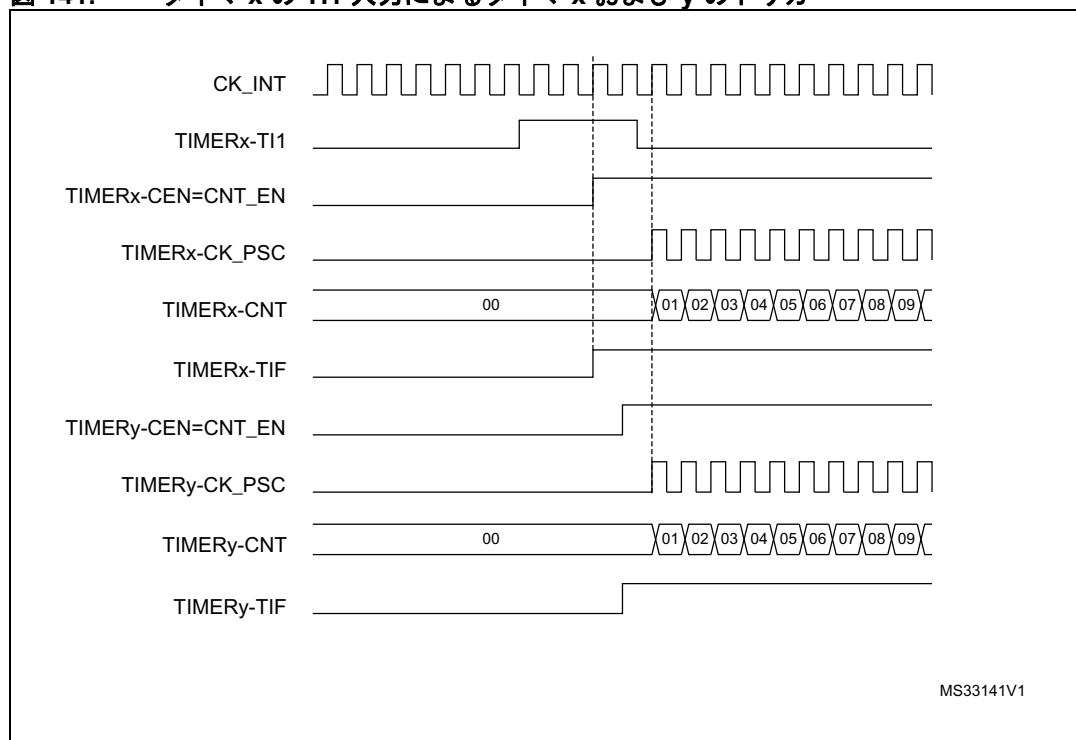 CK_INT
TIMERx-TI1
TIMERx-CEN=CNT_EN
TIMERx-CK_PSC
TIMERx-CNT 00 01 02 03 04 05 06 07 08 09
TIMERx-TIF
TIMERy-CEN=CNT_EN
TIMERy-CK_PSC
TIMERy-CNT 00 01 02 03 04 05 06 07 08 09
TIMERy-TIF
MS33141V1